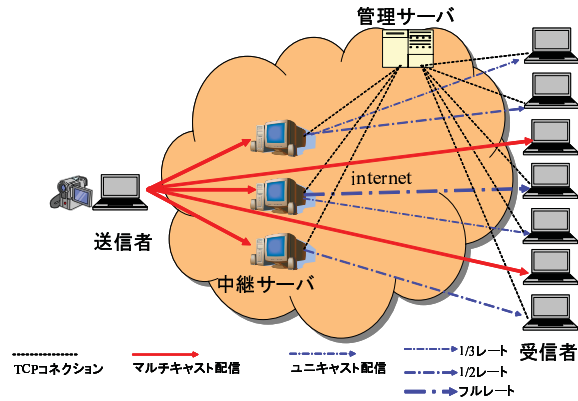 管理サーバ
internet
送信者
中継サーバ
受信者
TCPコネクション
マルチキャスト配信
ユニキャスト配信
1/3レート
1/2レート
フルレート